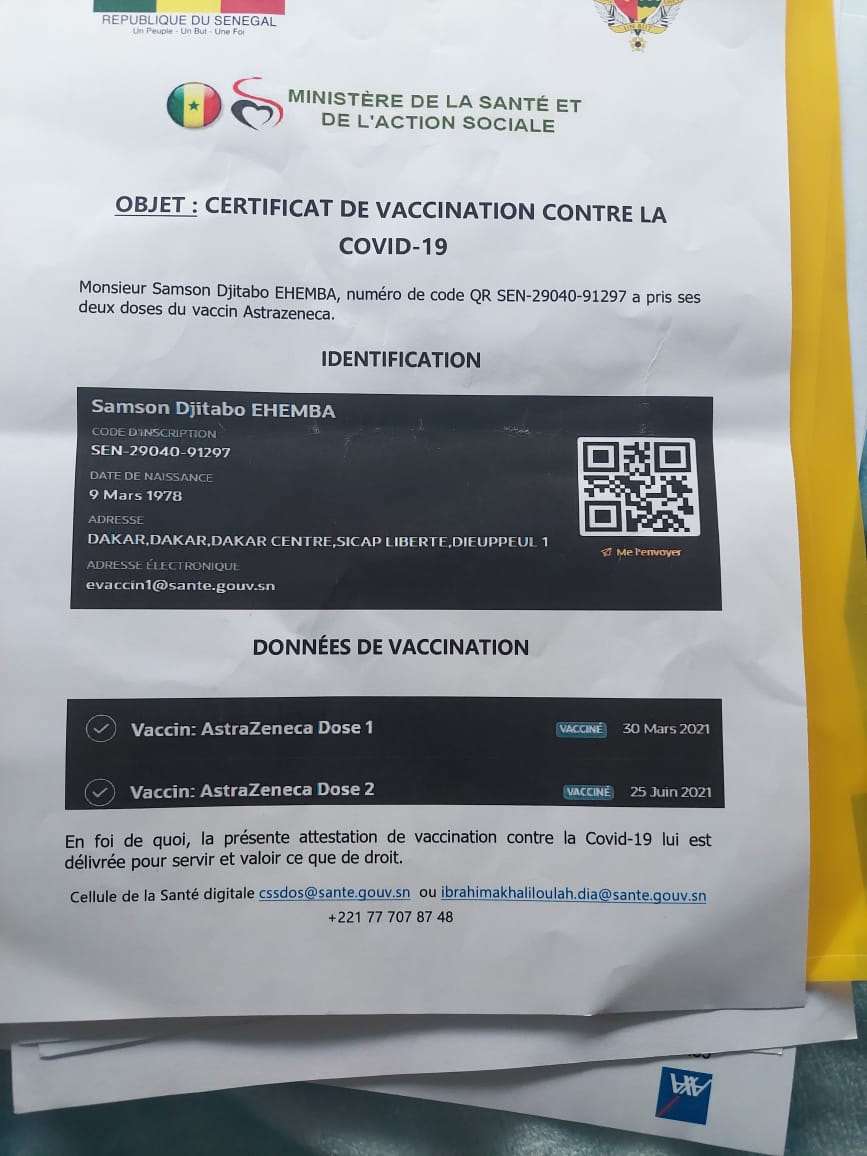 REPUBLIQUE DU SENEGAL
Un Peuple - Un But - Une Foi
UN BUT
MINISTÈRE DE LA SANTÉ ET
DE L'ACTION SOCIALE
OBJET : CERTIFICAT DE VACCINATION CONTRE LA
COVID-19
Monsieur Samson Djitabo EHEMBA, numéro de code QR SEN-29040-91297 a pris ses
deux doses du vaccin Astrazeneca.
IDENTIFICATION
Samson Djitabo EHEMBA
CODE D'INSCRIPTION
SEN-29040-91297
DATE DE NAISSANCE
9 Mars 1978
ADRESSE
DAKAR,DAKAR,DAKAR CENTRE,SICAP LIBERTE,DIEUPPEUL 1
Me l'envoyer
ADRESSE ÉLECTRONIQUE
evaccin1@sante.gouv.sn
DONNÉES DE VACCINATION
Vaccin: AstraZeneca Dose 1 VACCINÉ 30 Mars 2021
Vaccin: AstraZeneca Dose 2 VACCINÉ 25 Juin 2021
En foi de quoi, la présente attestation de vaccination contre la Covid-19 lui est
délivrée pour servir et valoir ce que de droit.
Cellule de la Santé digitale cssdos@sante.gouv.sn ou ibrahimakhaliloulah.dia@sante.gouv.sn
+221 77 707 87 48
AXA